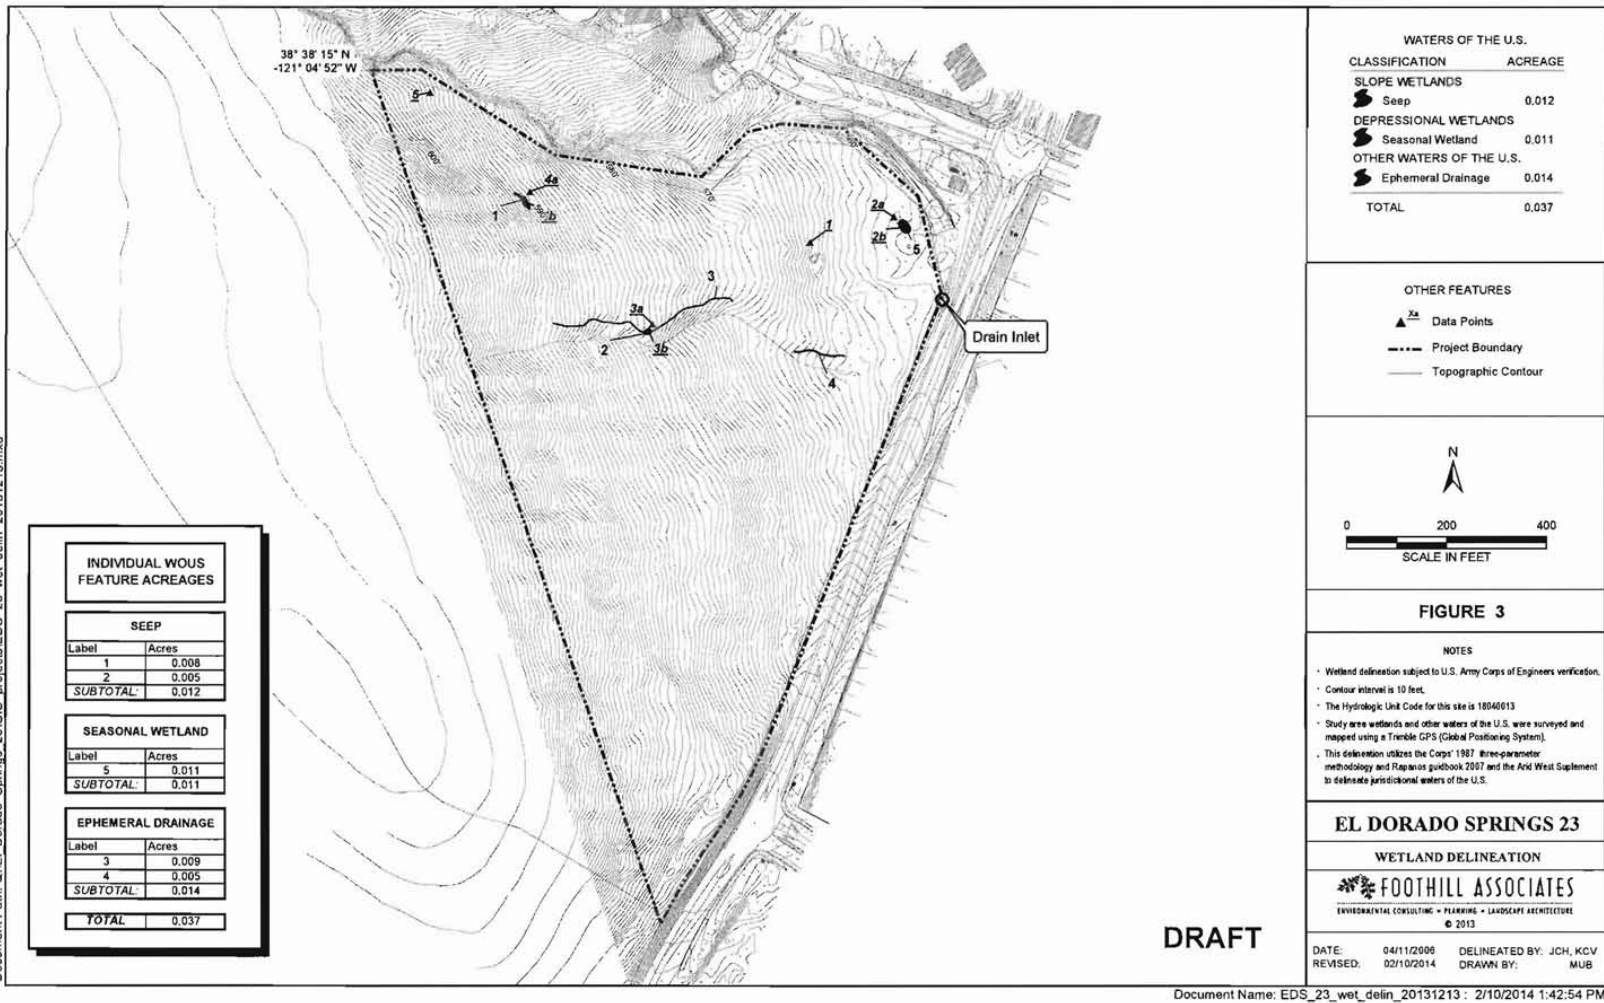 38° 38' 15" N
-121° 04' 52" W
5
4a
1
2a
2b
5
1
3
3a
2
3b
4
Drain Inlet
600'
570'
INDIVIDUAL WOUS
FEATURE ACREAGES
SEEP
Label Acres
1 0.008
2 0.005
SUBTOTAL: 0.012
SEASONAL WETLAND
Label Acres
5 0.011
SUBTOTAL: 0.011
EPHEMERAL DRAINAGE
Label Acres
3 0.009
4 0.005
SUBTOTAL: 0.014
TOTAL 0.037
DRAFT
WATERS OF THE U.S.
CLASSIFICATION ACREAGE
SLOPE WETLANDS
Seep 0.012
DEPRESSIONAL WETLANDS
Seasonal Wetland 0.011
OTHER WATERS OF THE U.S.
Ephemeral Drainage 0.014
TOTAL 0.037
OTHER FEATURES
Xa Data Points
Project Boundary
Topographic Contour
N
0 200 400
SCALE IN FEET
FIGURE 3
NOTES
· Wetland delineation subject to U.S. Army Corps of Engineers verification.
· Contour interval is 10 feet.
· The Hydrologic Unit Code for this site is 18040013
· Study area wetlands and other waters of the U.S. were surveyed and
mapped using a Trimble GPS (Global Positioning System).
· This delineation utilizes the Corps' 1987 three-parameter
methodology and Rapanos guidbook 2007 and the Arid West Suplement
to delineate jurisdictional waters of the U.S.
EL DORADO SPRINGS 23
WETLAND DELINEATION
FOOTHILL ASSOCIATES
ENVIRONMENTAL CONSULTING • PLANNING • LANDSCAPE ARCHITECTURE
© 2013
DATE: 04/11/2006 DELINEATED BY: JCH, KCV
REVISED: 02/10/2014 DRAWN BY: MUB
Document Name: EDS_23_wet_delin_20131213 : 2/10/2014 1:42:54 PM